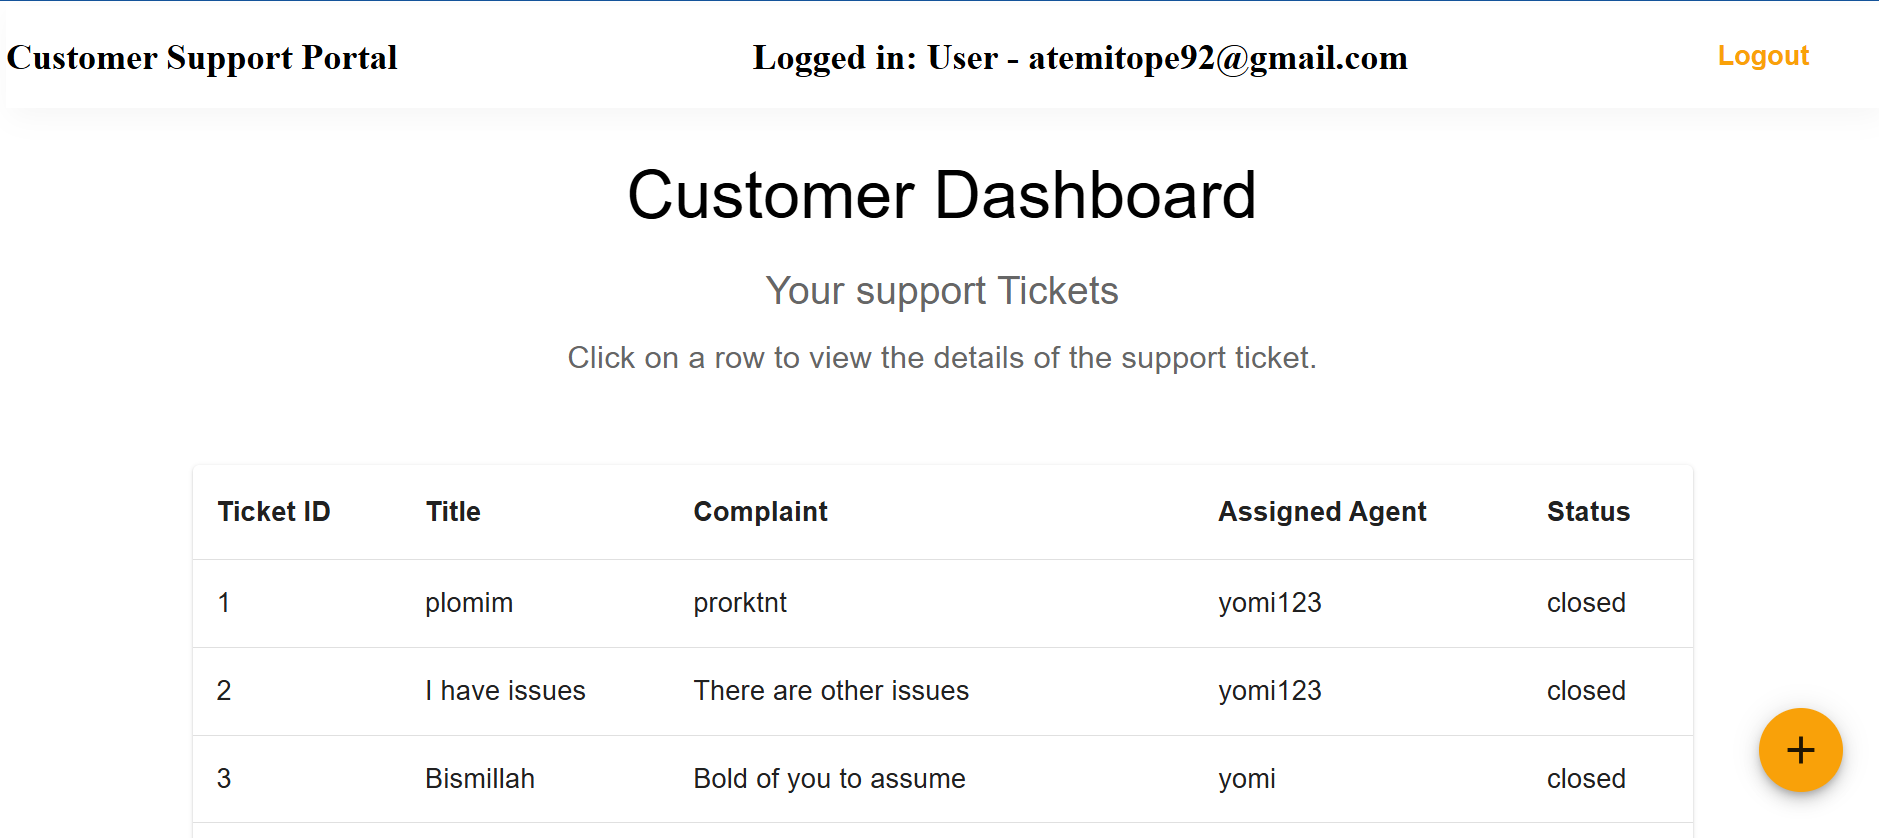 Customer Support Portal Logged in: User - atemitope92@gmail.com Logout
Customer Dashboard
Your support Tickets
Click on a row to view the details of the support ticket.
Ticket ID Title Complaint Assigned Agent Status
1 plomim prorktnt yomi123 closed
2 I have issues There are other issues yomi123 closed
3 Bismillah Bold of you to assume yomi closed
+